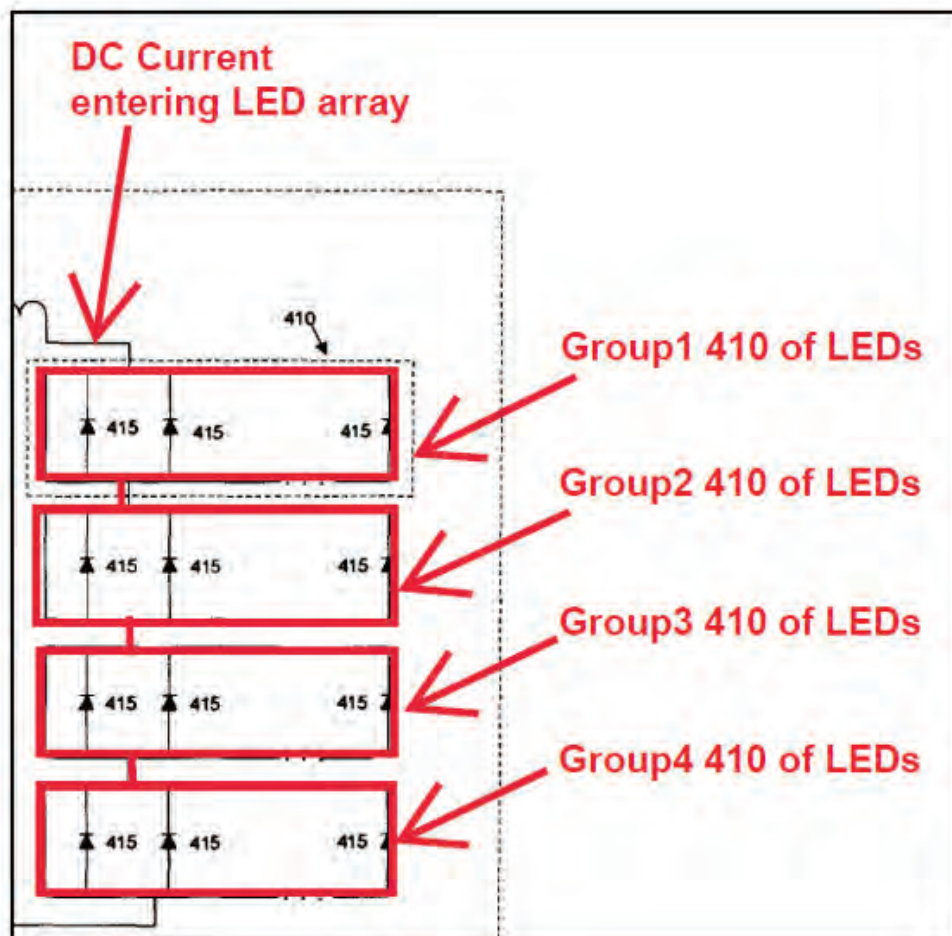 DC Current
entering LED array
410
Group1 410 of LEDs
415 415 415
Group2 410 of LEDs
415 415 415
Group3 410 of LEDs
415 415 415
Group4 410 of LEDs
415 415 415